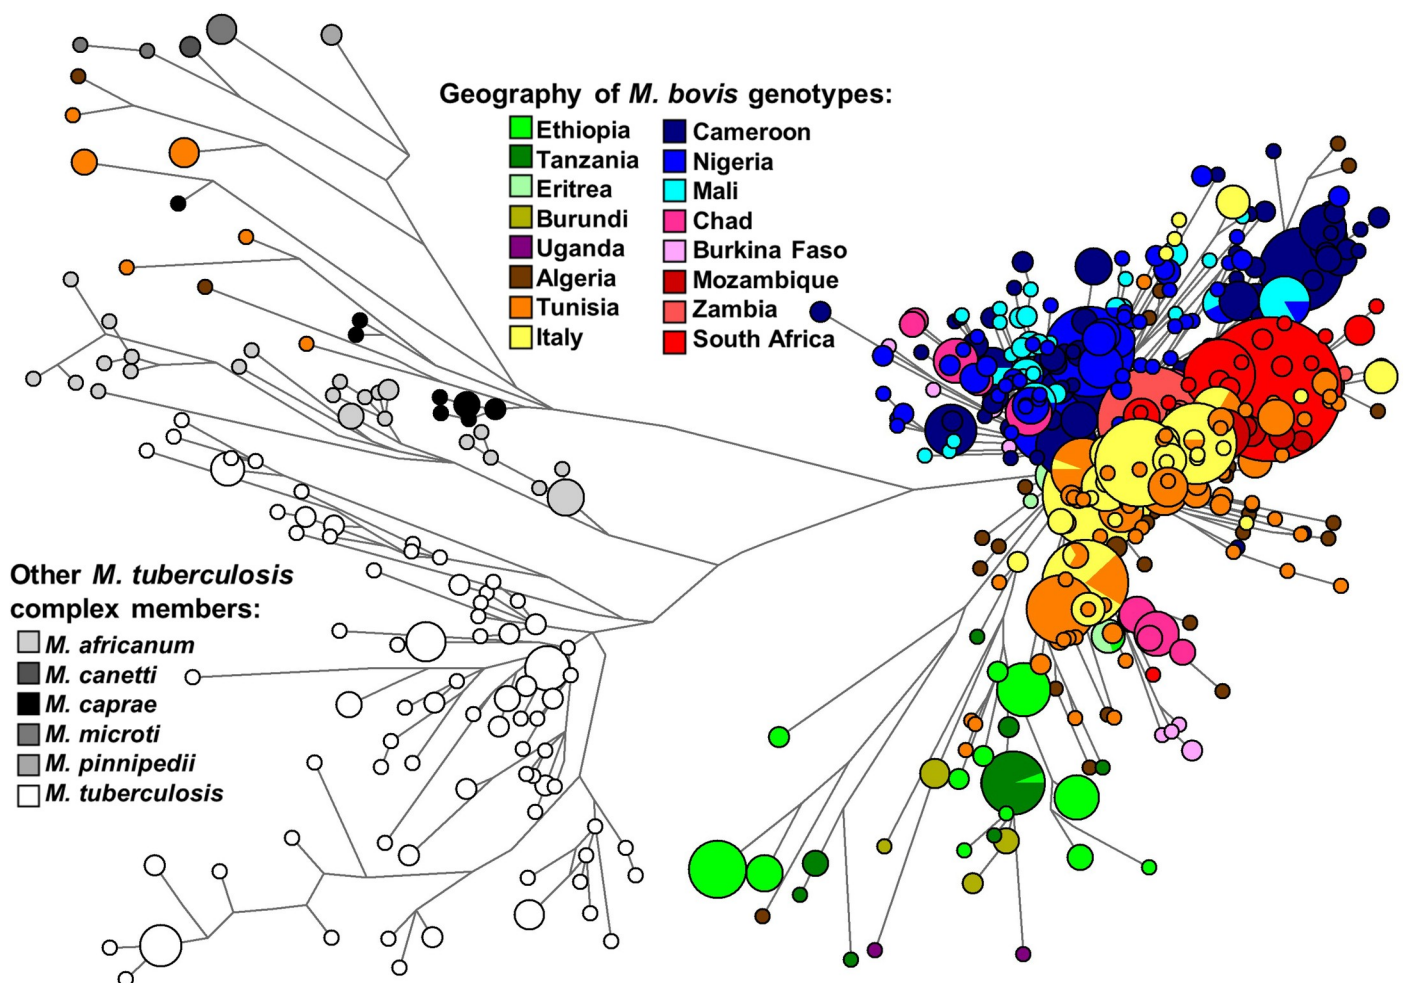 Geography of M. bovis genotypes:
Ethiopia
Tanzania
Eritrea
Burundi
Uganda
Algeria
Tunisia
Italy
Cameroon
Nigeria
Mali
Chad
Burkina Faso
Mozambique
Zambia
South Africa
Other M. tuberculosis
complex members:
M. africanum
M. canetti
M. caprae
M. microti
M. pinnipedii
M. tuberculosis